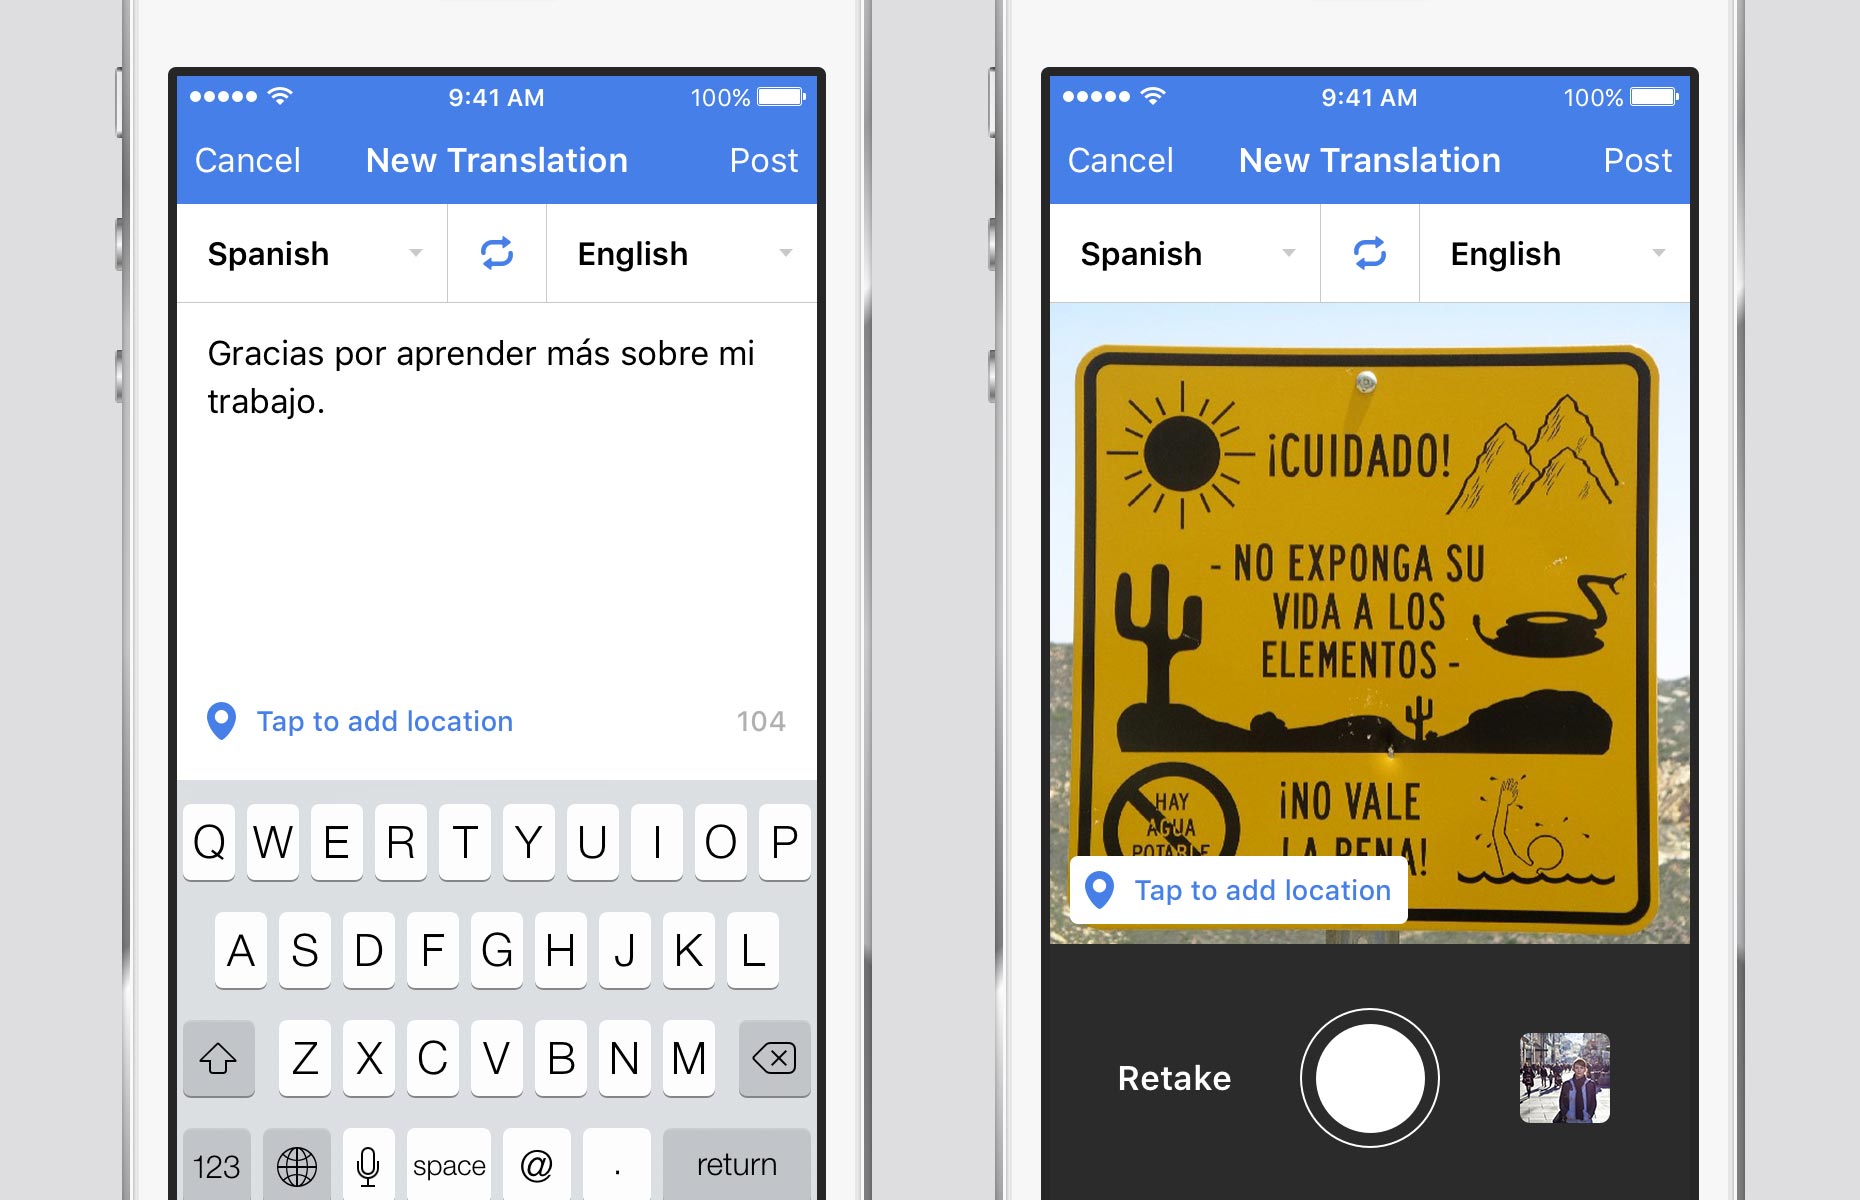 9:41 AM
100%
Cancel
New Translation
Post
Spanish
English
Gracias por aprender más sobre mi
trabajo.
Tap to add location
104
Q W E R T Y U I O P
A S D F G H J K L
Z X C V B N M
123
space
@
.
return
9:41 AM
100%
Cancel
New Translation
Post
Spanish
English
¡CUIDADO!
- NO EXPONGA SU
VIDA A LOS
ELEMENTOS -
HAY
AGUA
POTABLE
¡NO VALE
LA PENA!
Tap to add location
Retake